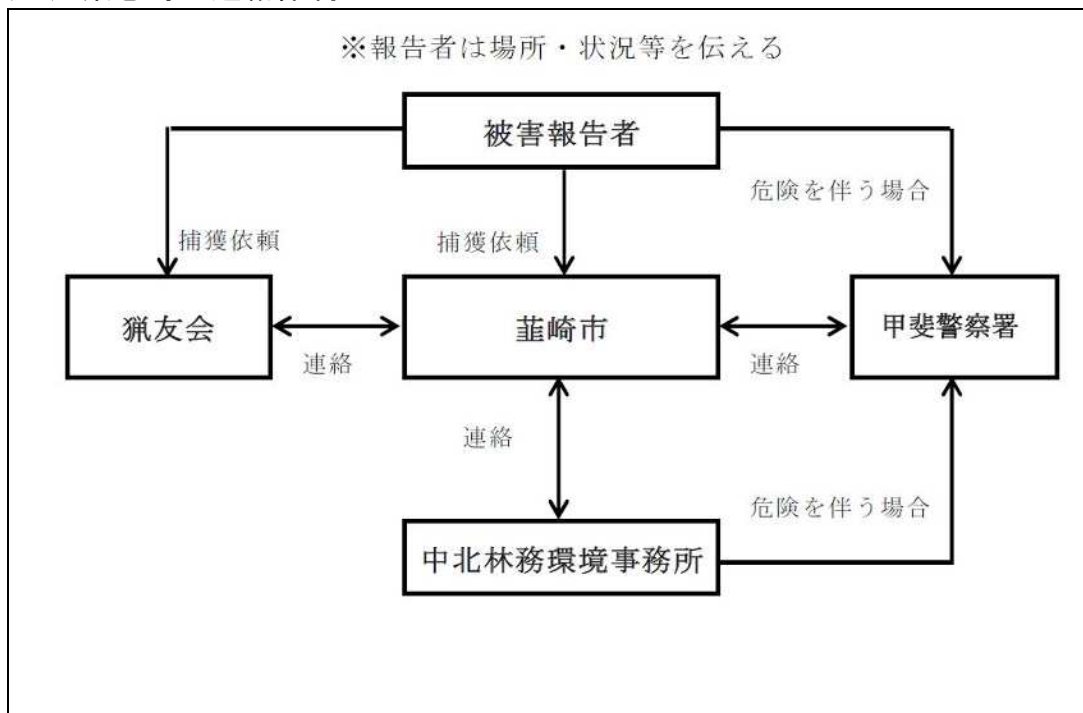 ※報告者は場所・状況等を伝える
被害報告者
危険を伴う場合
捕獲依頼
捕獲依頼
猟友会
韮崎市
甲斐警察署
連絡
連絡
連絡
危険を伴う場合
中北林務環境事務所